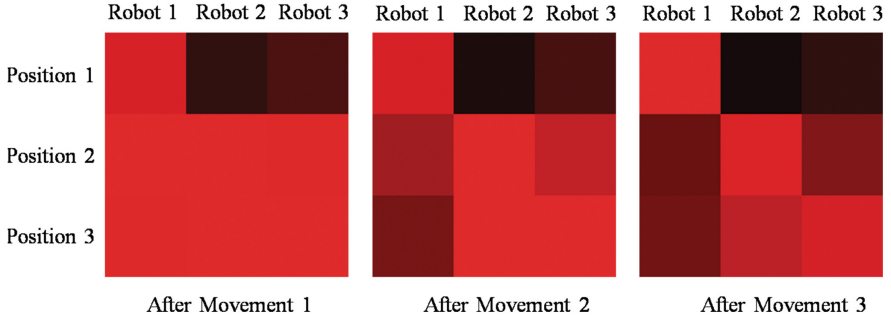 Robot 1 Robot 2 Robot 3 Robot 1 Robot 2 Robot 3 Robot 1 Robot 2 Robot 3
Position 1
Position 2
Position 3
After Movement 1 After Movement 2 After Movement 3